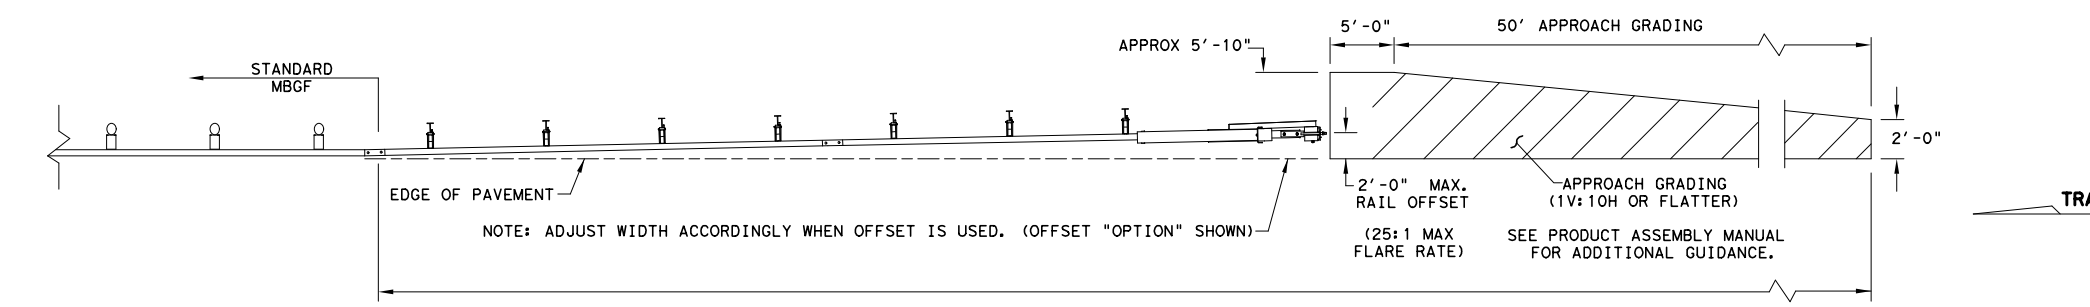 5'-0"
50' APPROACH GRADING
APPROX 5'-10"
STANDARD
MBGF
2'-0"
EDGE OF PAVEMENT
2'-0" MAX.
RAIL OFFSET
APPROACH GRADING
(1V:10H OR FLATTER)
NOTE: ADJUST WIDTH ACCORDINGLY WHEN OFFSET IS USED. (OFFSET "OPTION" SHOWN)
(25:1 MAX
FLARE RATE)
SEE PRODUCT ASSEMBLY MANUAL
FOR ADDITIONAL GUIDANCE.